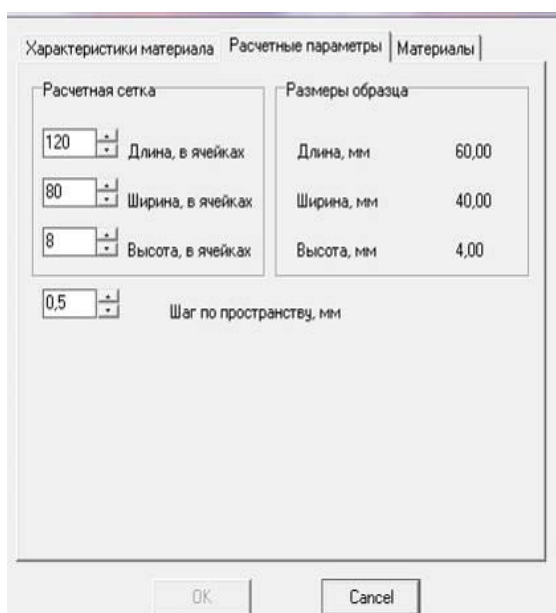 Характеристики материала Расчетные параметры Материалы
Расчетная сетка
120 Длина, в ячейках
80 Ширина, в ячейках
8 Высота, в ячейках
Размеры образца
Длина, мм 60,00
Ширина, мм 40,00
Высота, мм 4,00
0,5 Шаг по пространству, мм
OK Cancel